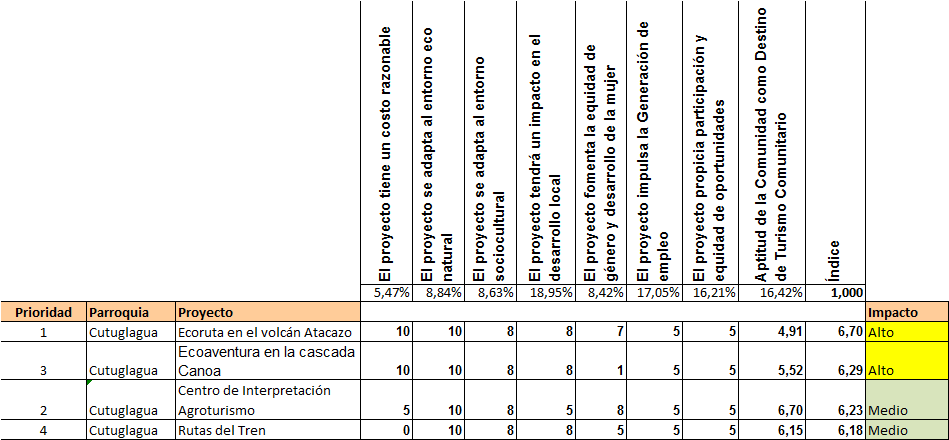 El proyecto tiene un costo razonable
El proyecto se adapta al entorno eco
natural
El proyecto se adapta al entorno
sociocultural
El proyecto tendrá un impacto en el
desarrollo local
El proyecto fomenta la equidad de
género y desarrollo de la mujer
El proyecto impulsa la Generación de
empleo
El proyecto propicia participación y
equidad de oportunidades
Aptitud de la Comunidad como Destino
de Turismo Comunitario
Índice
5,47% 8,84% 8,63% 18,95% 8,42% 17,05% 16,21% 16,42% 1,000
Prioridad Parroquia Proyecto Impacto
1 Cutuglagua Ecoruta en el volcán Atacazo 10 10 8 8 7 5 5 4,91 6,70 Alto
Ecoaventura en la cascada
3 Cutuglagua Canoa 10 10 8 8 1 5 5 5,52 6,29 Alto
Centro de Interpretación
2 Cutuglagua Agroturismo 5 10 8 5 8 5 5 6,70 6,23 Medio
4 Cutuglagua Rutas del Tren 0 10 8 8 5 5 5 6,15 6,18 Medio